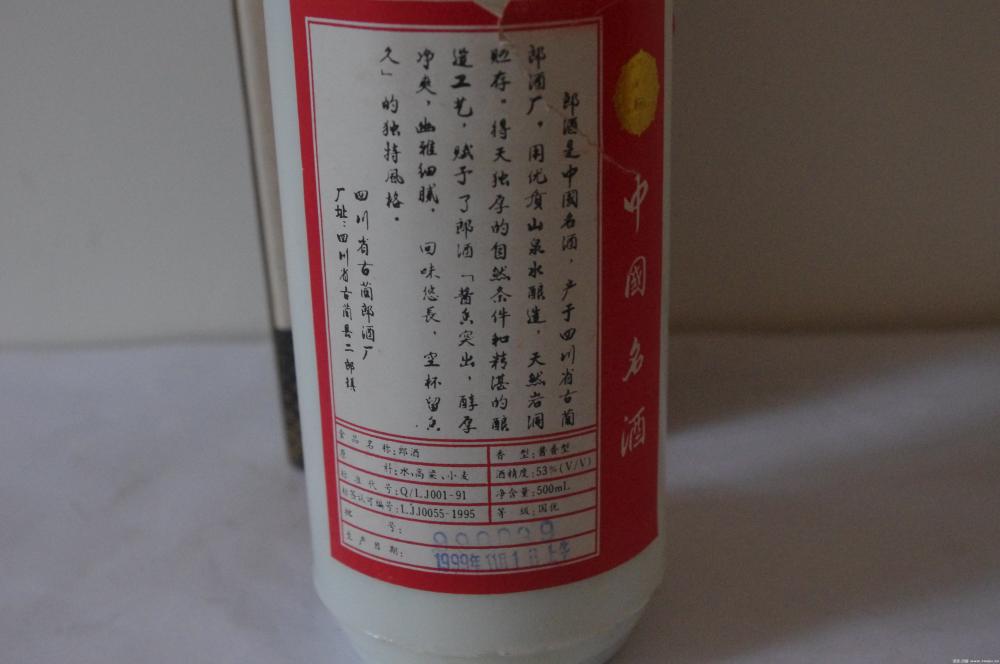 中國名酒
郎酒是中国名酒，产于四川省古蔺
郎酒厂。用优质山泉水酿造，天然岩洞
贮存。得天独厚的自然条件和精湛的酿
造工艺，赋予了郎酒「酱香突出，醇厚
净爽，幽雅细腻，回味悠長，空杯留香
久」的独特風格。
四川省古蔺郎酒厂
厂址：四川省古蔺县二郎镇
食品名称：郎酒
香型：酱香型
原料：水、高粱、小麦
酒精度：53%(V/V)
标准代号：Q/LJ001-91
净含量：500mL
标签认可编号：LJJ0055-1995
等级：国优
批号：
生产日期：1999年11月1日